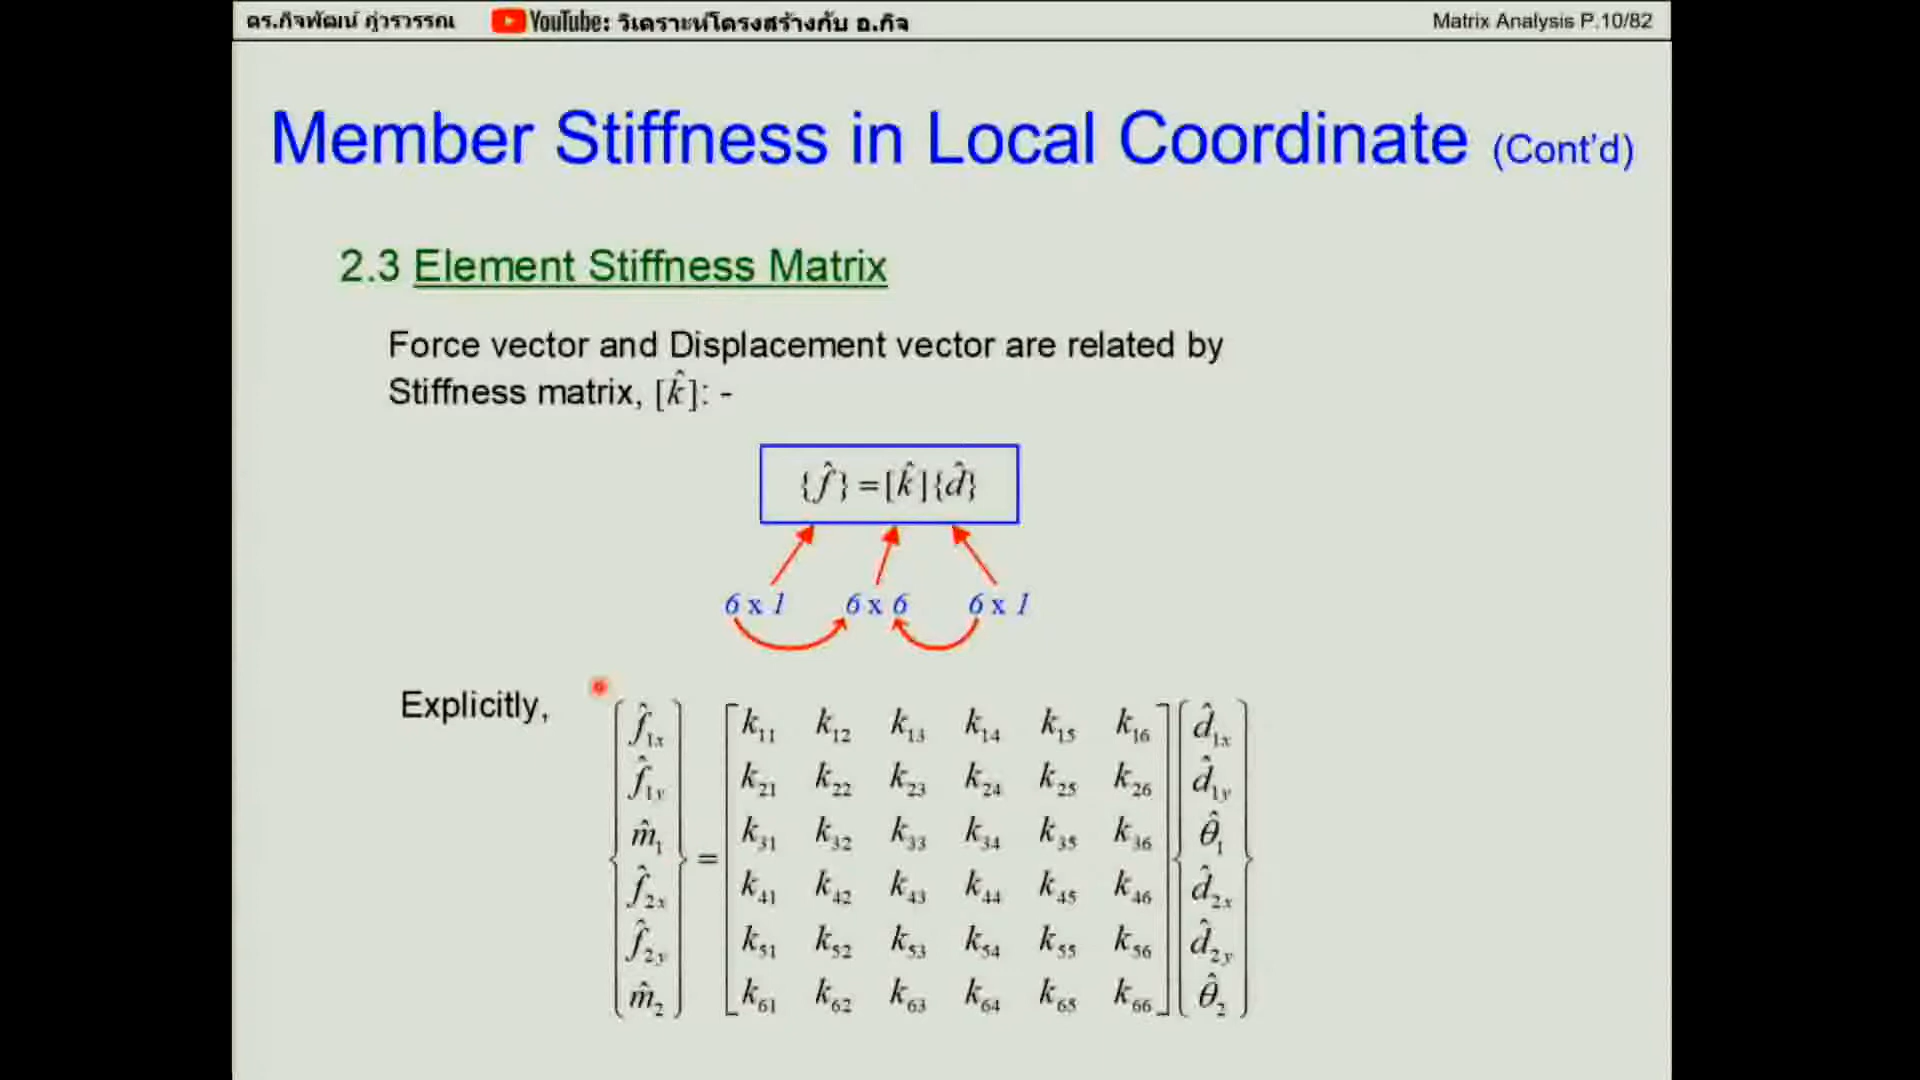 ดร.กิจพัฒน์ ภู่วรวรรณ YouTube: วิเคราะห์โครงสร้างกับ อ.กิจ Matrix Analysis P.10/82
Member Stiffness in Local Coordinate (Cont'd)
2.3 Element Stiffness Matrix
Force vector and Displacement vector are related by
Stiffness matrix, [k̂]: -
{f̂} = [k̂]{d̂}
6 x 1 6 x 6 6 x 1
Explicitly,
f̂₁ₓ k₁₁ k₁₂ k₁₃ k₁₄ k₁₅ k₁₆ d̂₁ₓ
f̂₁y k₂₁ k₂₂ k₂₃ k₂₄ k₂₅ k₂₆ d̂₁y
m̂₁ k₃₁ k₃₂ k₃₃ k₃₄ k₃₅ k₃₆ θ̂₁
=
f̂₂ₓ k₄₁ k₄₂ k₄₃ k₄₄ k₄₅ k₄₆ d̂₂ₓ
f̂₂y k₅₁ k₅₂ k₅₃ k₅₄ k₅₅ k₅₆ d̂₂y
m̂₂ k₆₁ k₆₂ k₆₃ k₆₄ k₆₅ k₆₆ θ̂₂